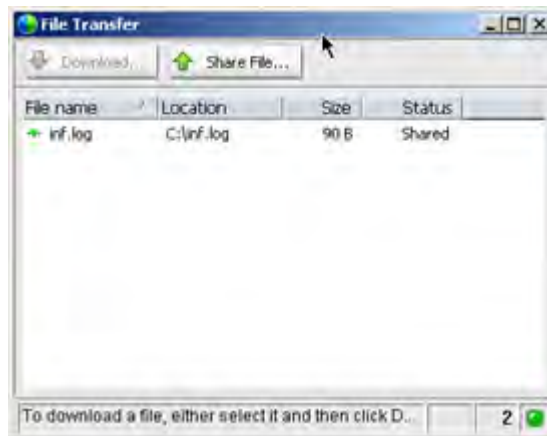 File Transfer
Download... Share File...
File name Location Size Status
inf.log C:\inf.log 90 B Shared
To download a file, either select it and then click D... 2